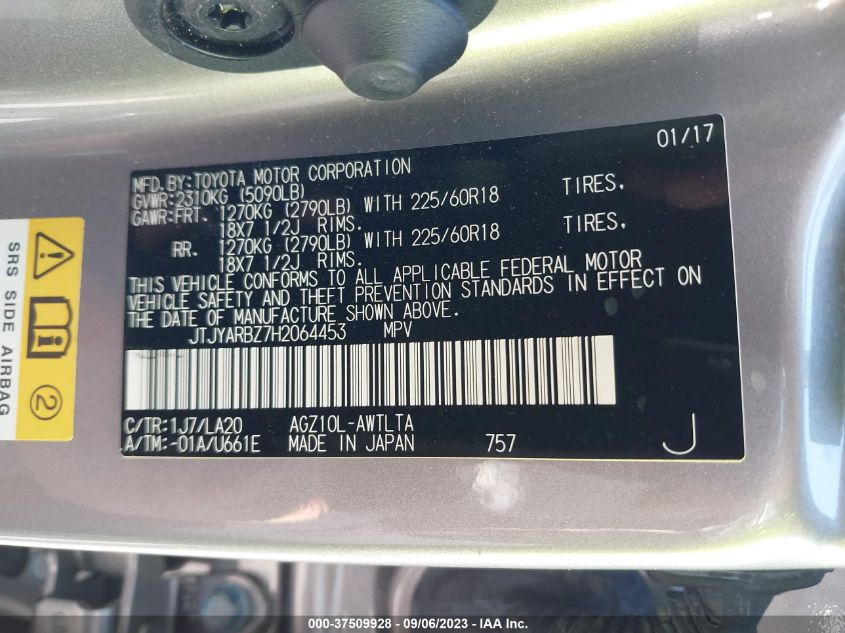 01/17
MFD.BY:TOYOTA MOTOR CORPORATION
GVWR:2310KG (5090LB)
GAWR:FRT. 1270KG (2790LB) WITH 225/60R18 TIRES,
18X7 1/2J RIMS.
RR. 1270KG (2790LB) WITH 225/60R18 TIRES,
18X7 1/2J RIMS.
THIS VEHICLE CONFORMS TO ALL APPLICABLE FEDERAL MOTOR
VEHICLE SAFETY AND THEFT PREVENTION STANDARDS IN EFFECT ON
THE DATE OF MANUFACTURE SHOWN ABOVE.
JTJYARBZ7H2064453 MPV
C/TR:1J7/LA20 AGZ10L-AWTLTA
A/TM:-01A/U661E MADE IN JAPAN 757 J
SRS SIDE AIRBAG
2
000-37509928 - 09/06/2023 - IAA Inc.